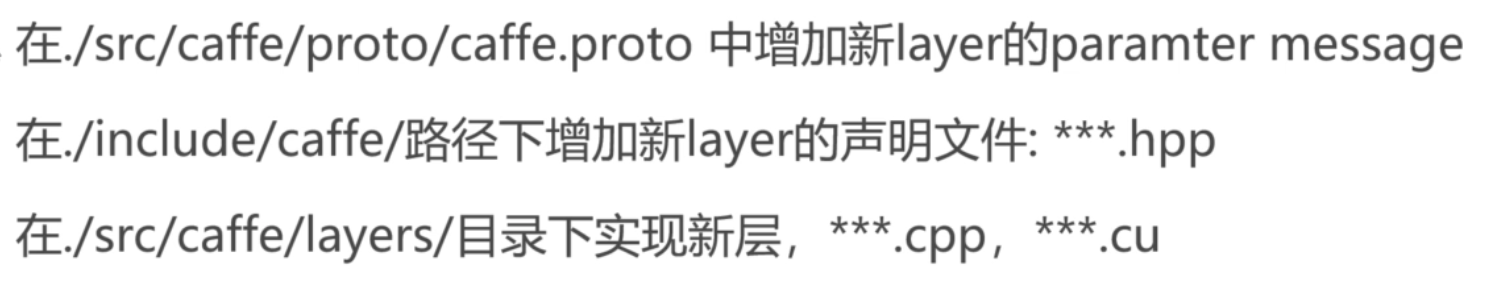 在./src/caffe/proto/caffe.proto 中增加新layer的paramter message
在./include/caffe/路径下增加新layer的声明文件: ***.hpp
在./src/caffe/layers/目录下实现新层，***.cpp，***.cu